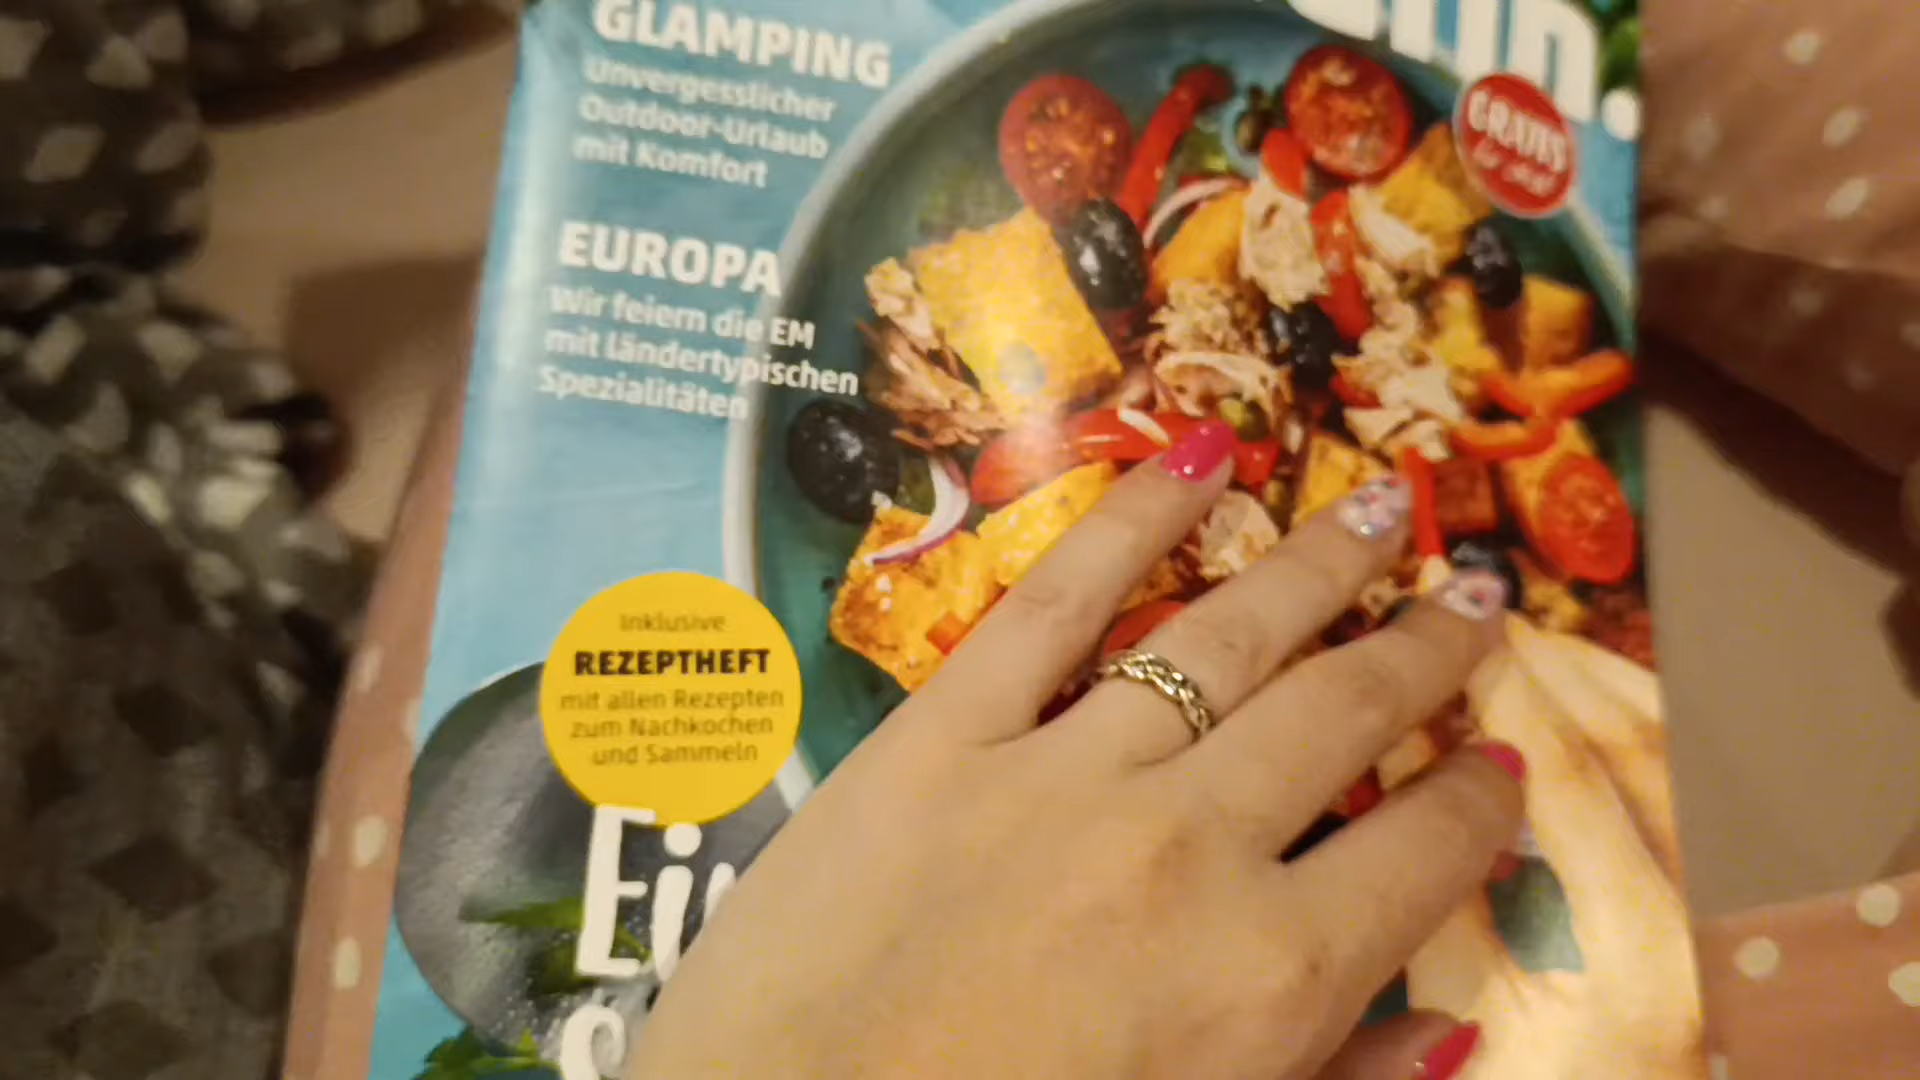 GLAMPING
Unvergesslicher
Outdoor-Urlaub
mit Komfort
GRATIS
EUROPA
Wir feiern die EM
mit ländertypischen
Spezialitäten
Inklusive
REZEPTHEFT
mit allen Rezepten
zum Nachkochen
und Sammeln